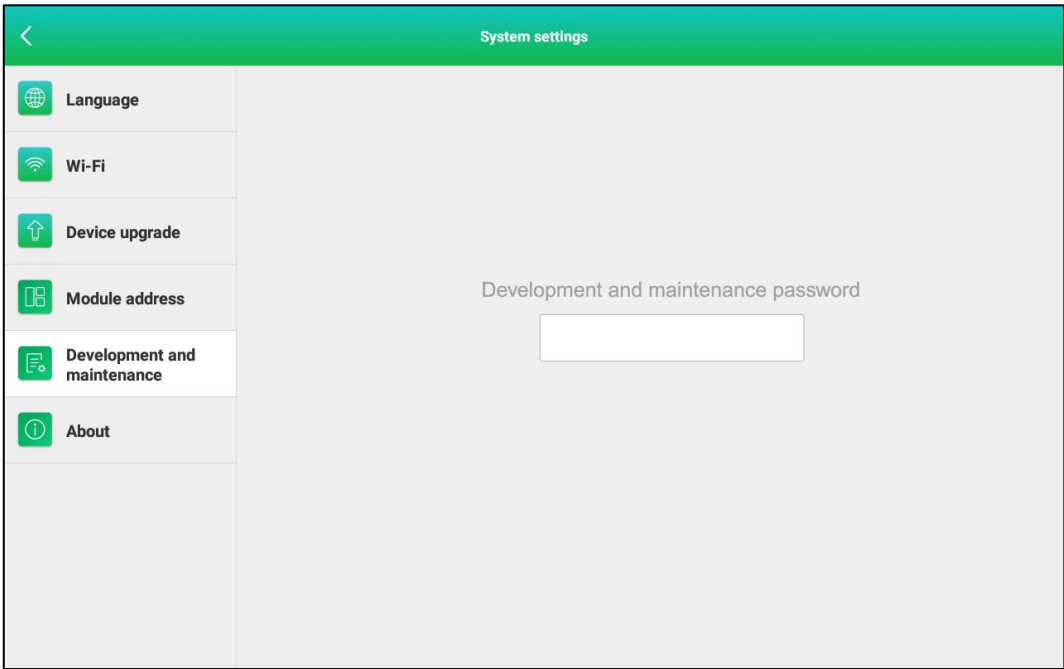 System settings
Language
Wi-Fi
Device upgrade
Module address
Development and
maintenance
About
Development and maintenance password